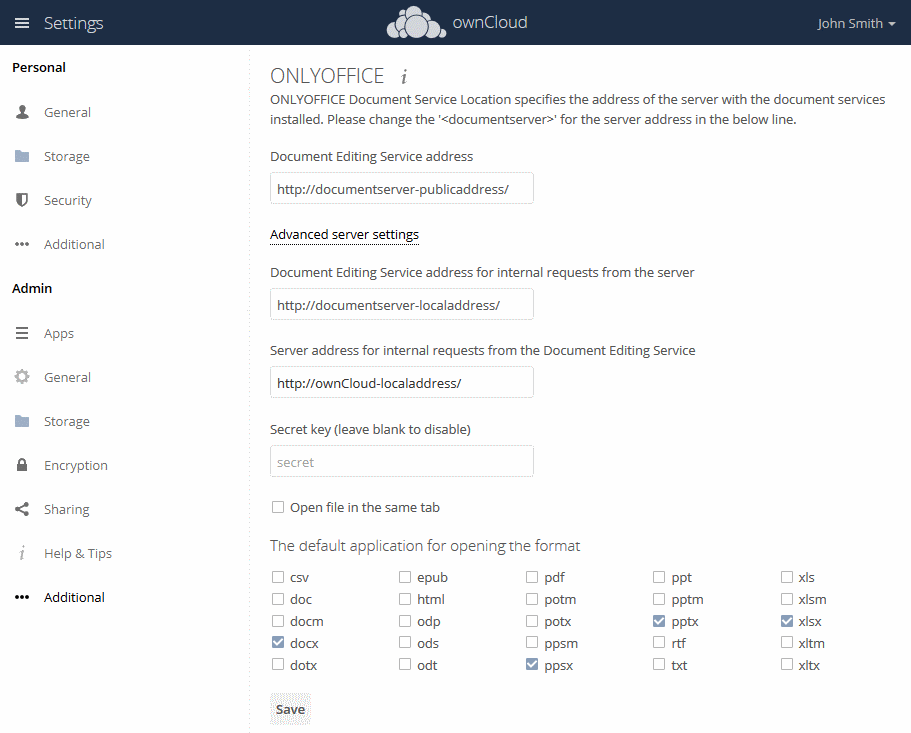 Settings
ownCloud
John Smith
Personal
General
Storage
Security
Additional
Admin
Apps
General
Storage
Encryption
Sharing
Help & Tips
Additional
ONLYOFFICE i
ONLYOFFICE Document Service Location specifies the address of the server with the document services
installed. Please change the '<documentserver>' for the server address in the below line.
Document Editing Service address
http://documentserver-publicaddress/
Advanced server settings
Document Editing Service address for internal requests from the server
http://documentserver-localaddress/
Server address for internal requests from the Document Editing Service
http://ownCloud-localaddress/
Secret key (leave blank to disable)
secret
Open file in the same tab
The default application for opening the format
csv epub pdf ppt xls
doc html potm pptm xlsm
docm odp potx pptx xlsx
docx ods ppsm rtf xltm
dotx odt ppsx txt xltx
Save